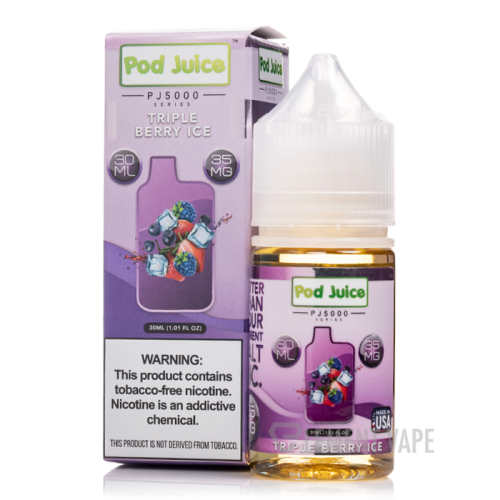 Pod Juice™
PJ5000
SERIES
TRIPLE
BERRY ICE
30
ML
35
MG
30ML (1.01 FL OZ)
WARNING:
This product contains
tobacco-free nicotine.
Nicotine is an addictive
chemical.
THIS PRODUCT IS NOT DERIVED FROM TOBACCO.
Pod Juice
PJ5000
SERIES
30
ML
35
MG
MADE IN
USA
TRIPLE BERRY ICE
VAPE